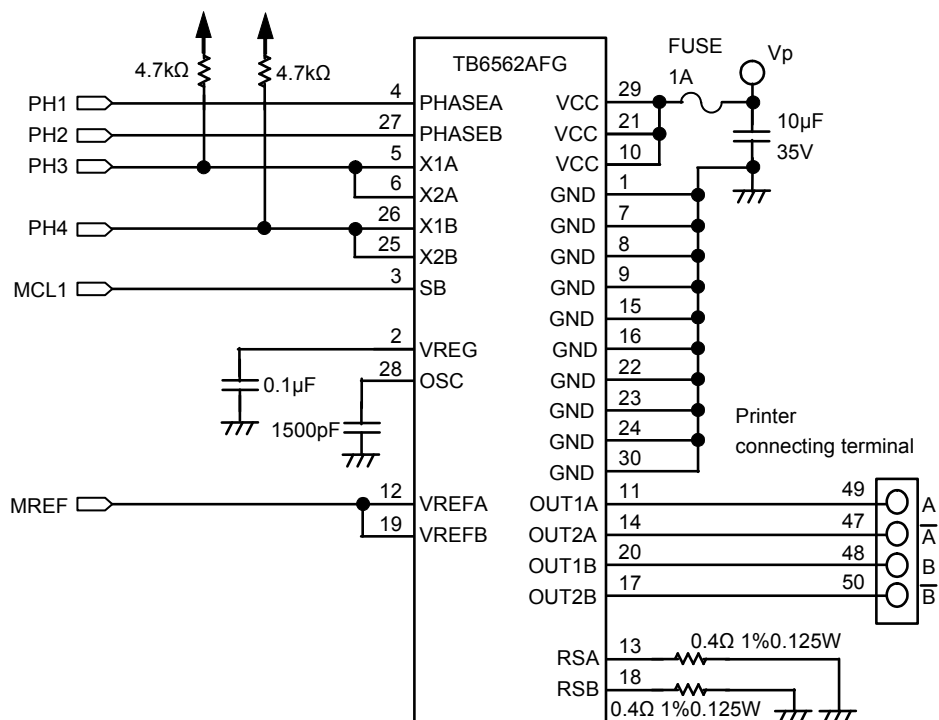 4.7kΩ
4.7kΩ
TB6562AFG
FUSE
1A
Vp
10µF
35V
PH1
4
PHASEA
VCC
29
PH2
27
PHASEB
VCC
21
PH3
5
X1A
VCC
10
6
X2A
GND
1
PH4
26
X1B
GND
7
25
X2B
GND
8
MCL1
3
SB
GND
9
GND
15
2
VREG
GND
16
0.1µF
28
OSC
GND
22
1500pF
GND
23
GND
24
GND
30
Printer
connecting terminal
MREF
12
VREFA
OUT1A
11
49
A
19
VREFB
OUT2A
14
47
A̅
OUT1B
20
48
B
OUT2B
17
50
B̅
RSA
13
0.4Ω 1%0.125W
RSB
18
0.4Ω 1%0.125W